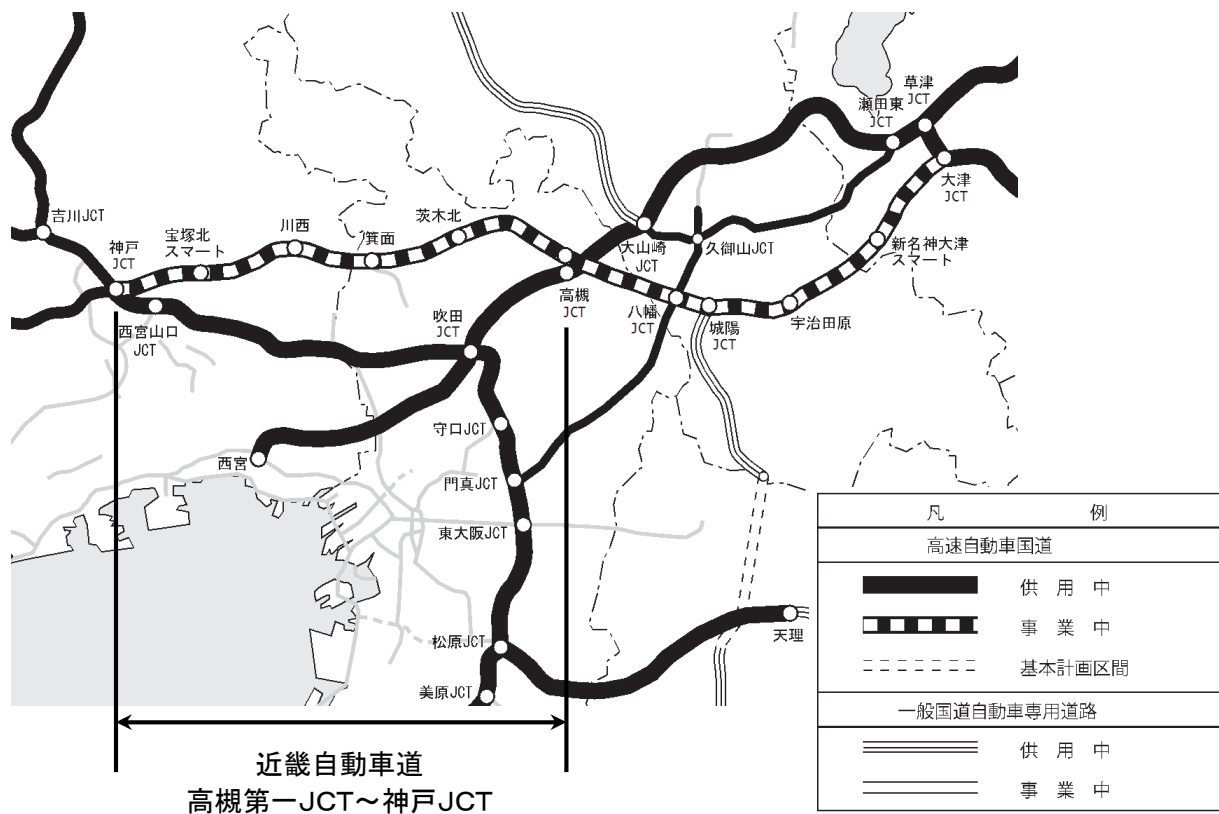 草津
JCT
瀬田東
JCT
大津
JCT
吉川JCT
神戸
JCT
宝塚北
スマート
川西
箕面
茨木北
大山崎
JCT
久御山JCT
新名神大津
スマート
高槻
JCT
八幡
JCT
城陽
JCT
宇治田原
西宮山口
JCT
吹田
JCT
守口JCT
西宮
門真JCT
東大阪JCT
松原JCT
天理
美原JCT
近畿自動車道
高槻第一JCT～神戸JCT
凡 例
高速自動車国道
供 用 中
事 業 中
基本計画区間
一般国道自動車専用道路
供 用 中
事 業 中